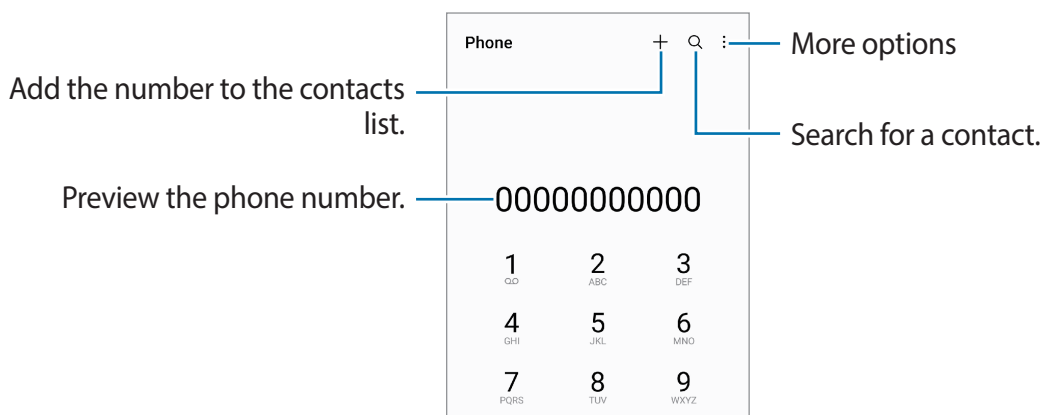 Phone
More options
Add the number to the contacts
list.
Search for a contact.
Preview the phone number.
00000000000
1 2 3
ABC DEF
4 5 6
GHI JKL MNO
7 8 9
PQRS TUV WXYZ